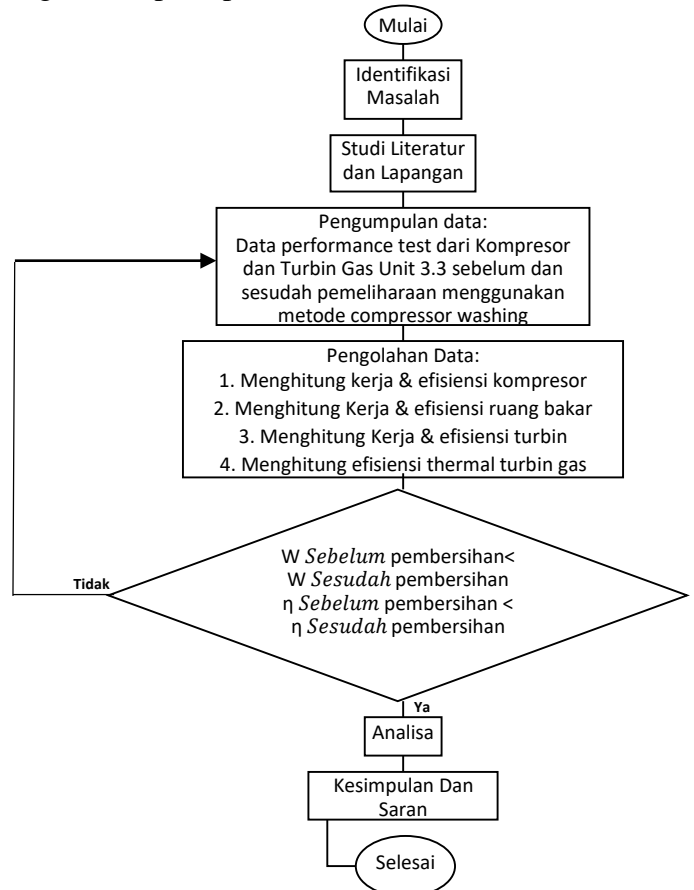 Mulai
Identifikasi
Masalah
Studi Literatur
dan Lapangan
Pengumpulan data:
Data performance test dari Kompresor
dan Turbin Gas Unit 3.3 sebelum dan
sesudah pemeliharaan menggunakan
metode compressor washing
Pengolahan Data:
1. Menghitung kerja & efisiensi kompresor
2. Menghitung Kerja & efisiensi ruang bakar
3. Menghitung Kerja & efisiensi turbin
4. Menghitung efisiensi thermal turbin gas
W Sebelum pembersihan<
W Sesudah pembersihan
η Sebelum pembersihan <
η Sesudah pembersihan
Tidak
Ya
Analisa
Kesimpulan Dan
Saran
Selesai